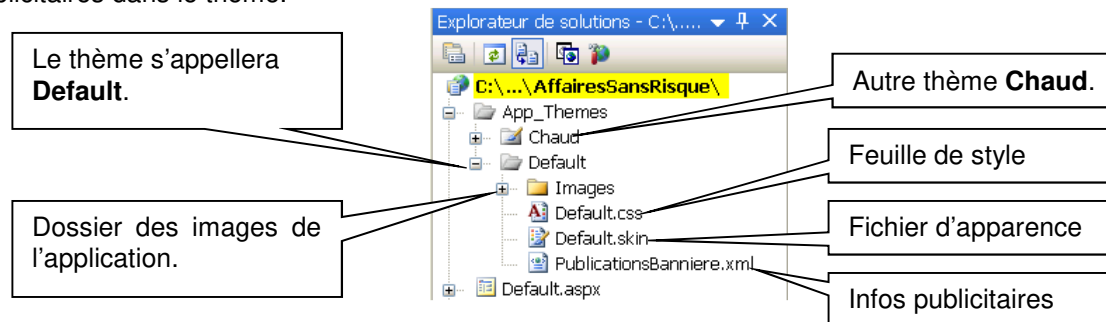 licitaires dans le thème.
Le thème s'appellera
Default.
Dossier des images de
l'application.
Explorateur de solutions - C:\.....
C:\...\AffairesSansRisque\
App_Themes
Chaud
Default
Images
Default.css
Default.skin
PublicationsBanniere.xml
Default.aspx
Autre thème Chaud.
Feuille de style
Fichier d'apparence
Infos publicitaires